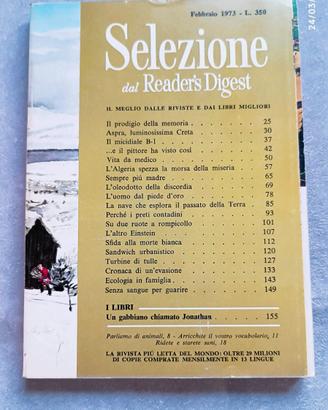 Febbraio 1973 - L. 350
Selezione
dal Reader's Digest
IL MEGLIO DALLE RIVISTE E DAI LIBRI MIGLIORI
Il prodigio della memoria . . . . . . . . 25
Aspra, luminosissima Creta . . . . . . . 30
Il micidiale B-1 . . . . . . . . . . . 37
...e il pittore ha visto così . . . . . . . 42
Vita da medico . . . . . . . . . . . 50
L'Algeria spezza la morsa della miseria . . 57
Sempre più madre . . . . . . . . . . 65
L'oleodotto della discordia . . . . . . . 69
L'uomo dal piede d'oro . . . . . . . . 78
La nave che esplora il passato della Terra . 85
Perché i preti contadini . . . . . . . . 93
Su due ruote a rompicollo . . . . . . . 101
L'altro Einstein . . . . . . . . . . . 107
Sfida alla morte bianca . . . . . . . . 112
Sandwich urbanistico . . . . . . . . . 120
Turbine di tulle . . . . . . . . . . . 127
Cronaca di un'evasione . . . . . . . . 133
Ecologia in famiglia . . . . . . . . . 143
Senza sangue per guarire . . . . . . . 149
I LIBRI
Un gabbiano chiamato Jonathan . . . . . 155
Parliamo di animali, 8 - Arricchite il vostro vocabolario, 11
Ridete e starete sani, 18
LA RIVISTA PIÙ LETTA DEL MONDO: OLTRE 29 MILIONI
DI COPIE COMPRATE MENSILMENTE IN 13 LINGUE
24/03/